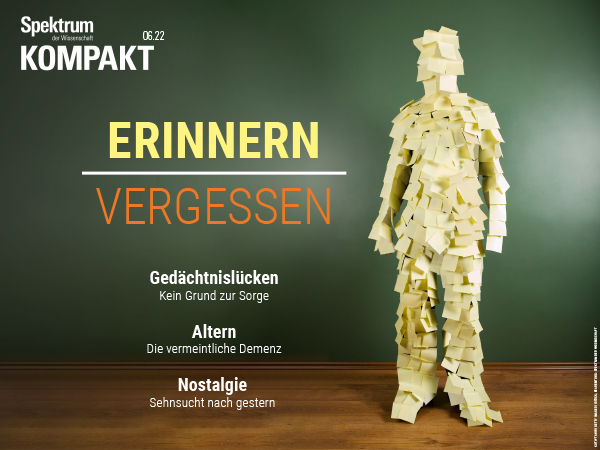 Spektrum
der Wissenschaft
KOMPAKT
06.22
ERINNERN
VERGESSEN
Gedächtnislücken
Kein Grund zur Sorge
Altern
Die vermeintliche Demenz
Nostalgie
Sehnsucht nach gestern